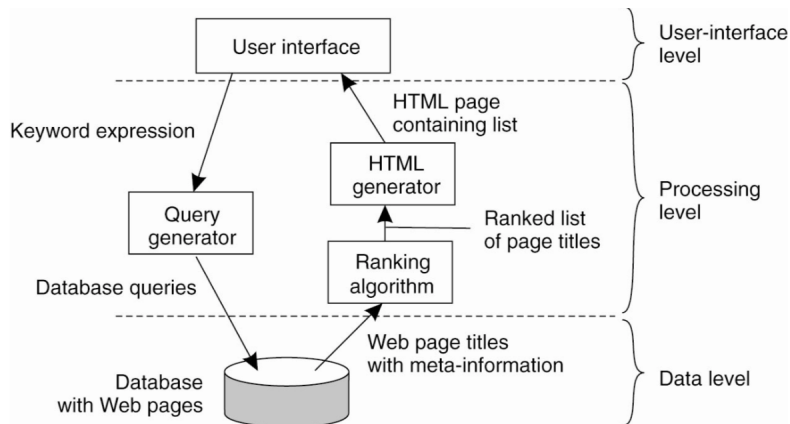 User interface
User-interface
level
HTML page
containing list
Keyword expression
HTML
generator
Processing
level
Query
generator
Ranked list
of page titles
Ranking
algorithm
Database queries
Web page titles
with meta-information
Database
with Web pages
Data level